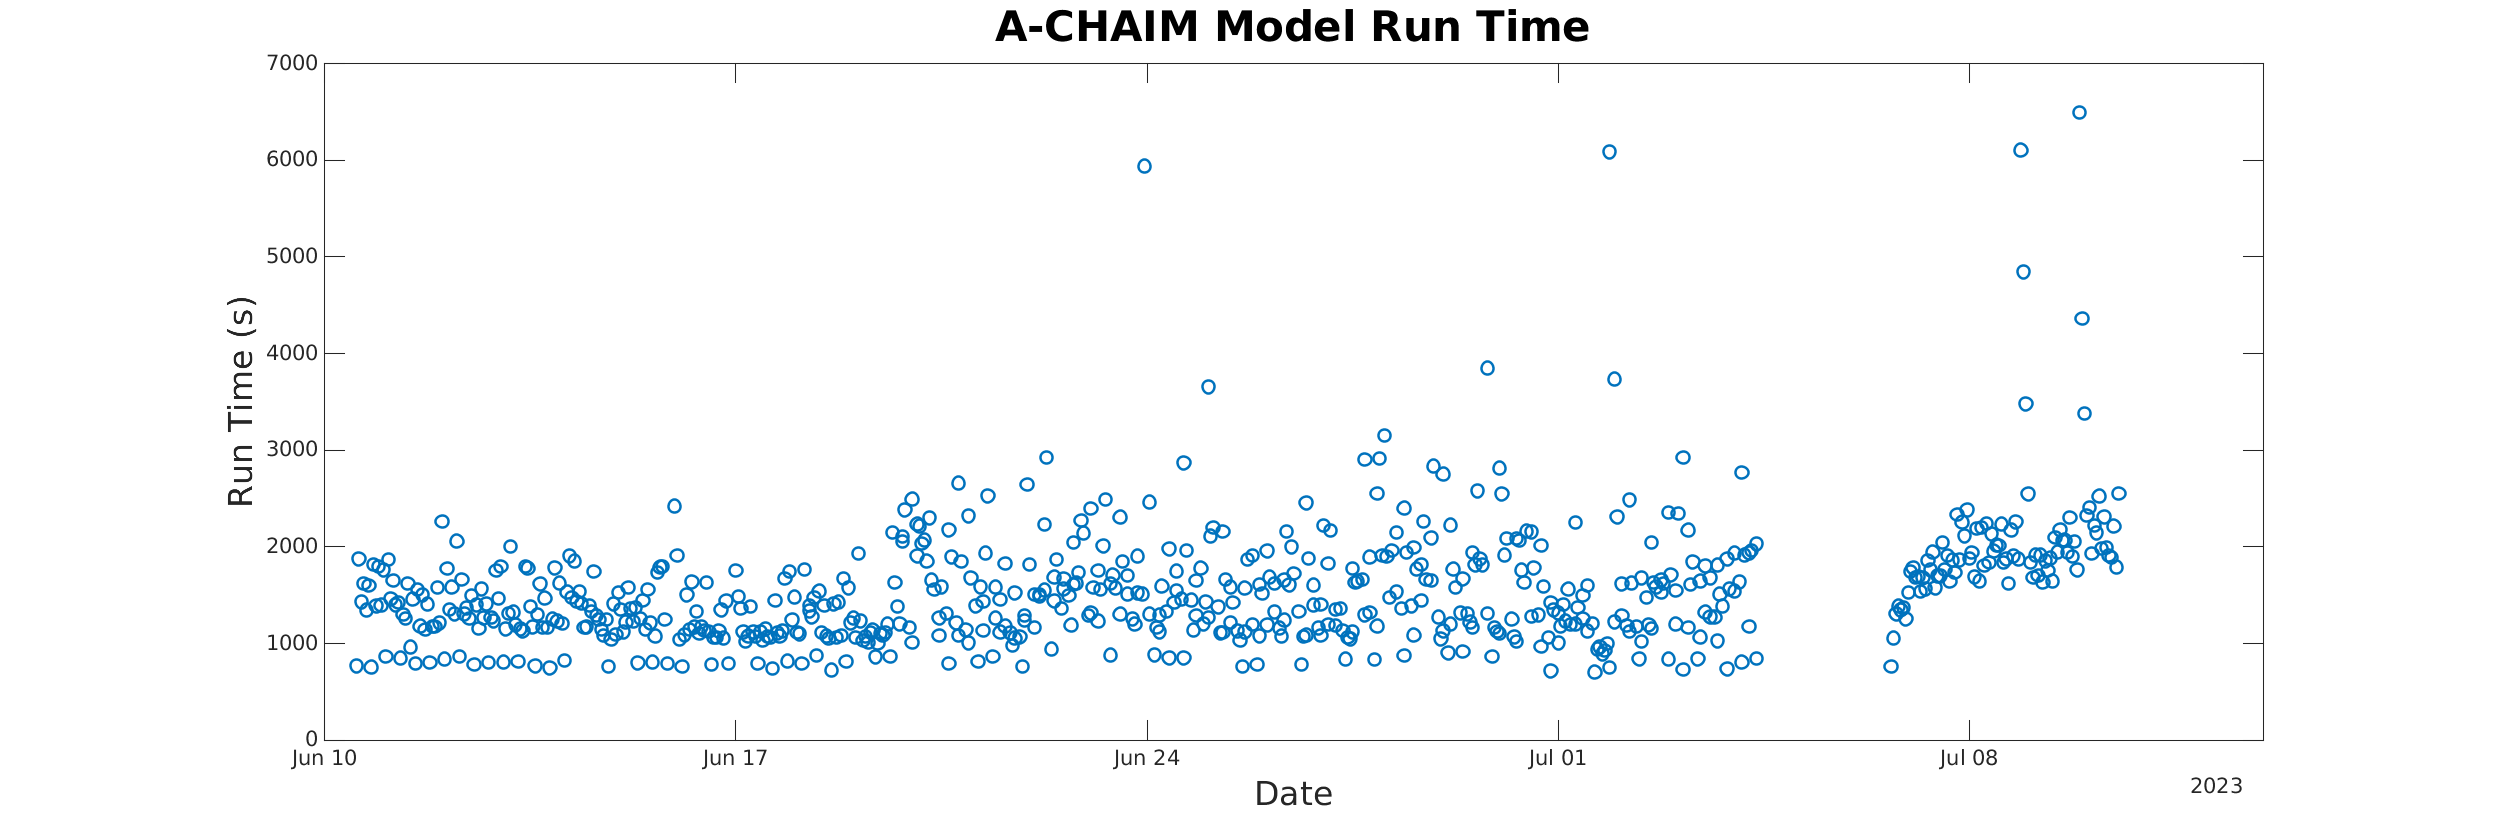 A-CHAIM Model Run Time
Run Time (s)
7000
6000
5000
4000
3000
2000
1000
0
Jun 10
Jun 17
Jun 24
Jul 01
Jul 08
Date
2023